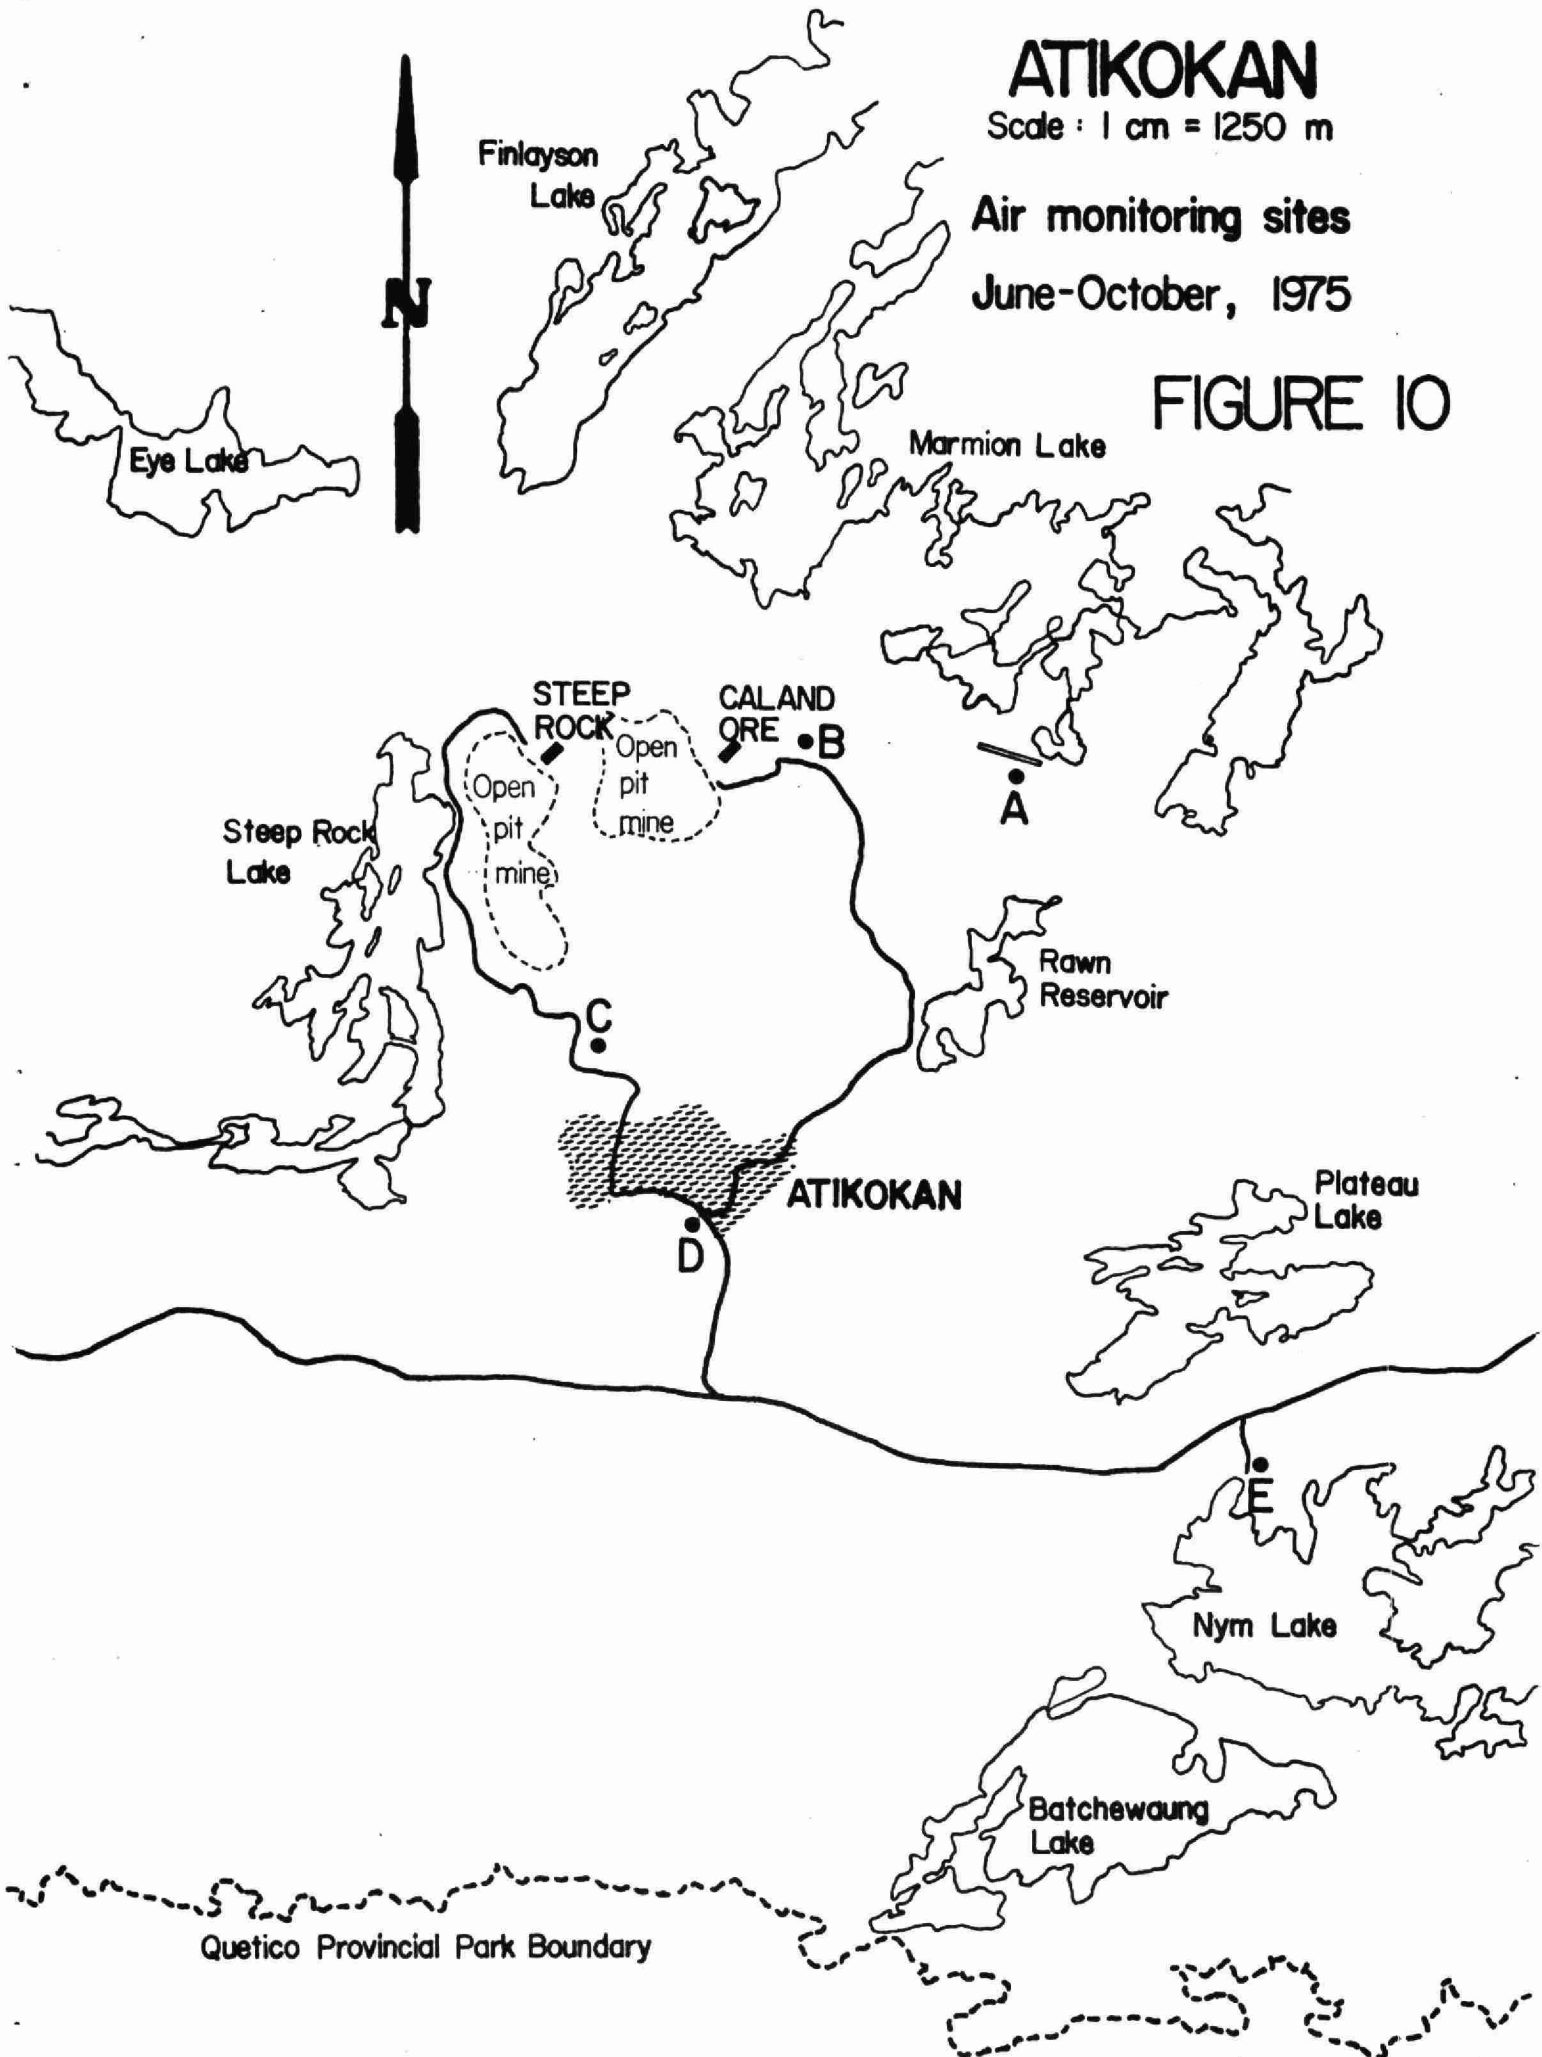 ATIKOKAN
Scale : 1 cm = 1250 m
Air monitoring sites
June-October, 1975
FIGURE 10
Finlayson
Lake
N
Eye Lake
Marmion Lake
STEEP
ROCK
CALAND
ORE
B
Open
pit
mine
Open
pit
mine
A
Steep Rock
Lake
Rawn
Reservoir
C
ATIKOKAN
D
Plateau
Lake
E
Nym Lake
Batchewaung
Lake
Quetico Provincial Park Boundary